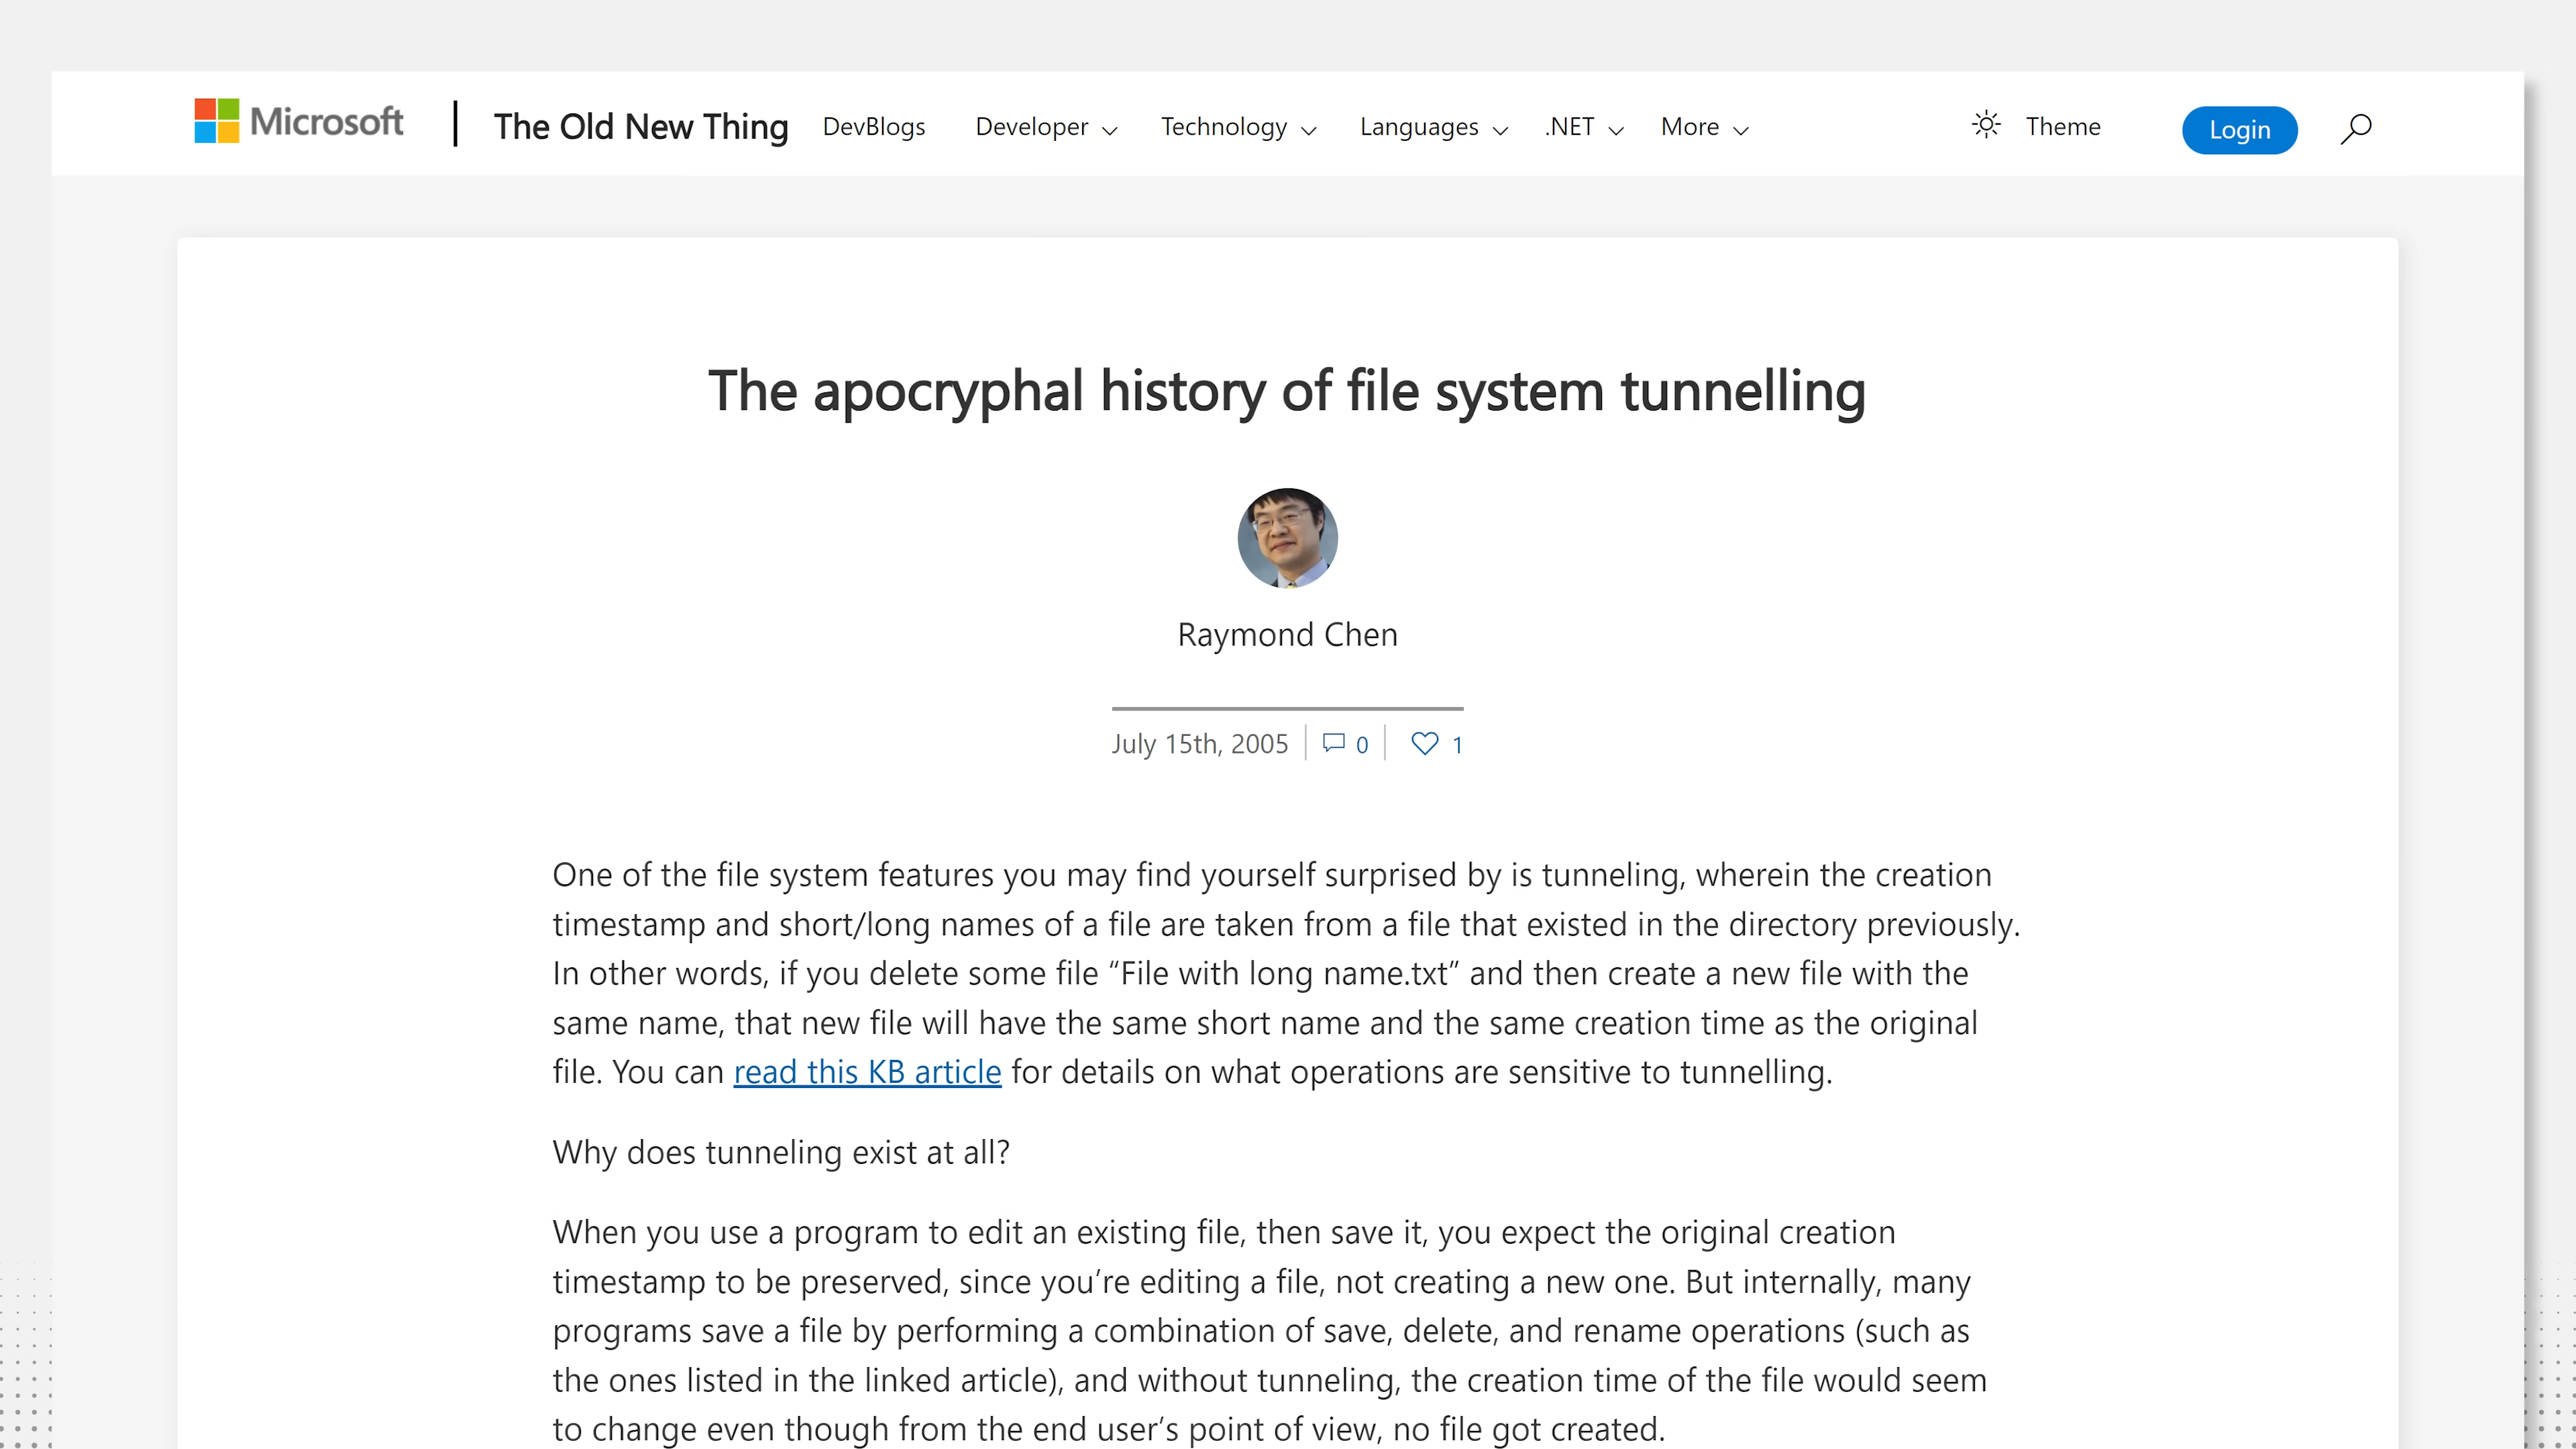 Microsoft
The Old New Thing DevBlogs Developer Technology Languages .NET More Theme Login
The apocryphal history of file system tunnelling
Raymond Chen
July 15th, 2005 0 1
One of the file system features you may find yourself surprised by is tunneling, wherein the creation
timestamp and short/long names of a file are taken from a file that existed in the directory previously.
In other words, if you delete some file “File with long name.txt” and then create a new file with the
same name, that new file will have the same short name and the same creation time as the original
file. You can read this KB article for details on what operations are sensitive to tunnelling.
Why does tunneling exist at all?
When you use a program to edit an existing file, then save it, you expect the original creation
timestamp to be preserved, since you’re editing a file, not creating a new one. But internally, many
programs save a file by performing a combination of save, delete, and rename operations (such as
the ones listed in the linked article), and without tunneling, the creation time of the file would seem
to change even though from the end user’s point of view, no file got created.